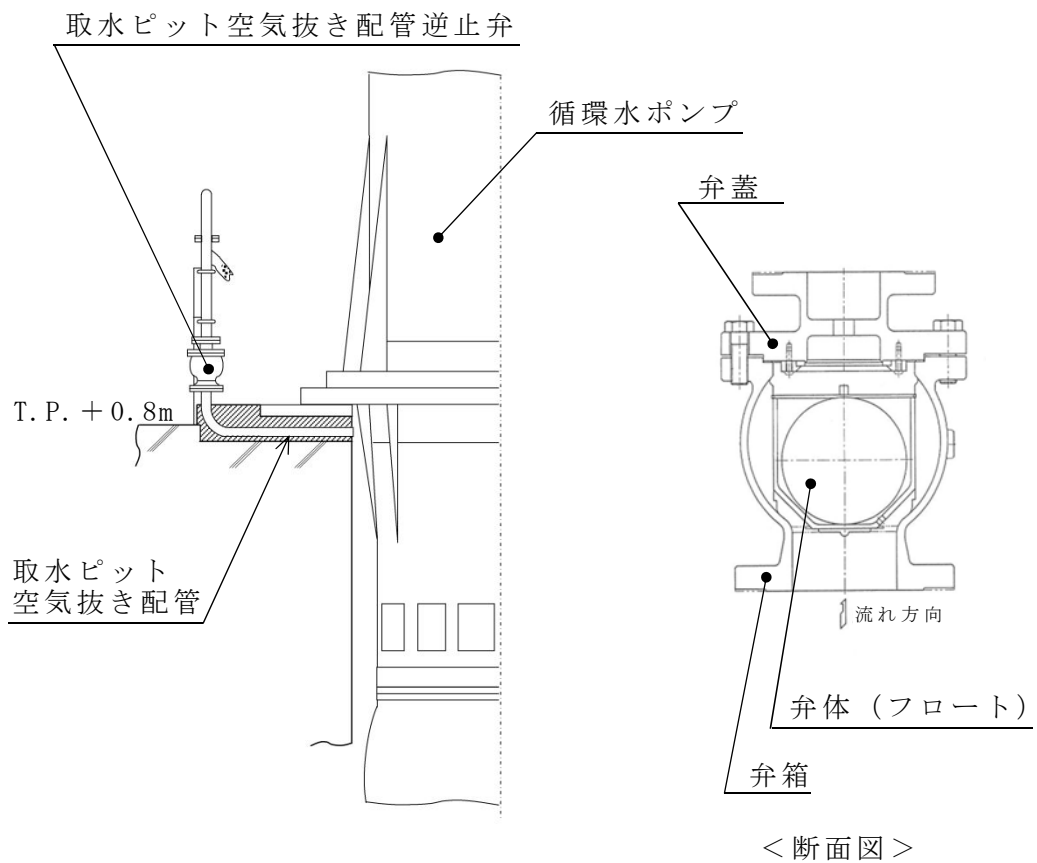 取水ピット空気抜き配管逆止弁
循環水ポンプ
弁蓋
T.P.+0.8m
取水ピット
空気抜き配管
流れ方向
弁体（フロート）
弁箱
＜断面図＞